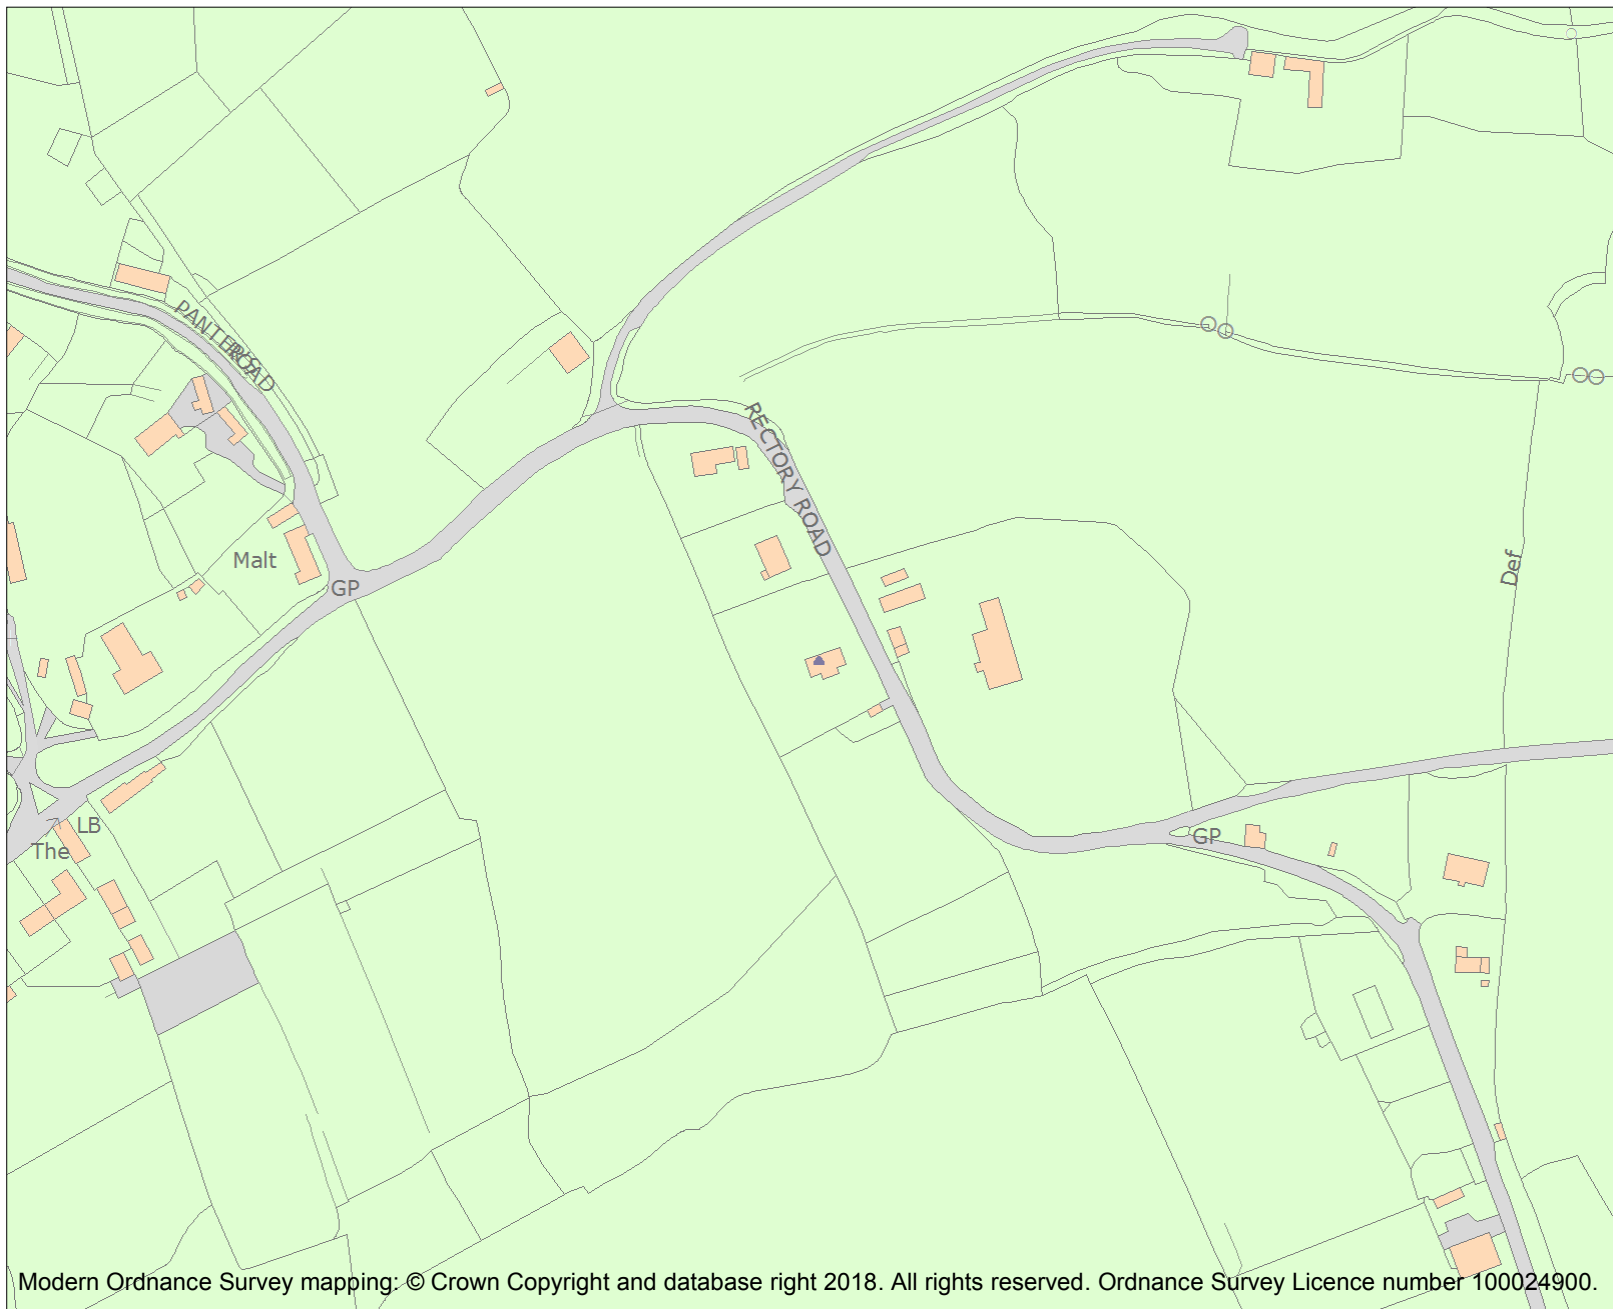 PANTERS
ROAD
RECTORY ROAD
Malt
GP
Def
LB
The
GP
Modern Ordnance Survey mapping: © Crown Copyright and database right 2018. All rights reserved. Ordnance Survey Licence number 100024900.